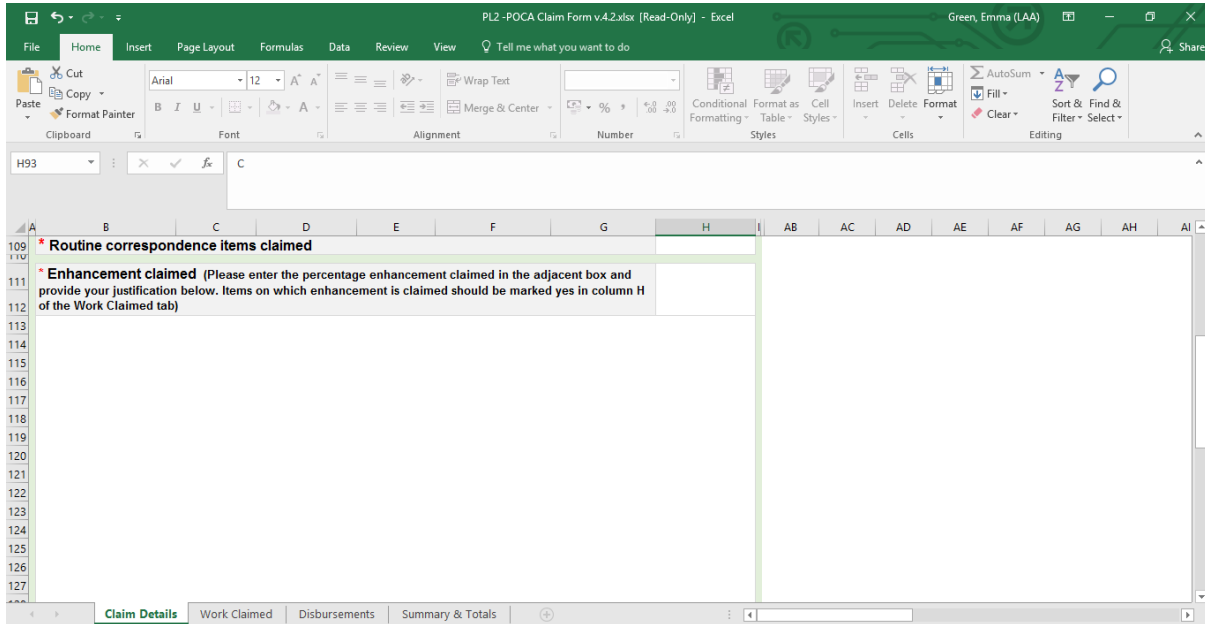 PL2 -POCA Claim Form v.4.2.xlsx [Read-Only] - Excel
Green, Emma (LAA)
File Home Insert Page Layout Formulas Data Review View Tell me what you want to do
Share
Paste
Cut
Copy
Format Painter
Clipboard
Arial 12 A A
B I U A
Font
Wrap Text
Merge & Center
Alignment
% , .0 .00 .00 .0
Number
Conditional Formatting
Format as Table
Cell Styles
Styles
Insert Delete Format
Cells
AutoSum
Fill
Clear
Sort & Filter
Find & Select
Editing
H93 fx C
A B C D E F G H I AB AC AD AE AF AG AH AI
109 * Routine correspondence items claimed
110
111 * Enhancement claimed (Please enter the percentage enhancement claimed in the adjacent box and
provide your justification below. Items on which enhancement is claimed should be marked yes in column H
112 of the Work Claimed tab)
113
114
115
116
117
118
119
120
121
122
123
124
125
126
127
Claim Details Work Claimed Disbursements Summary & Totals